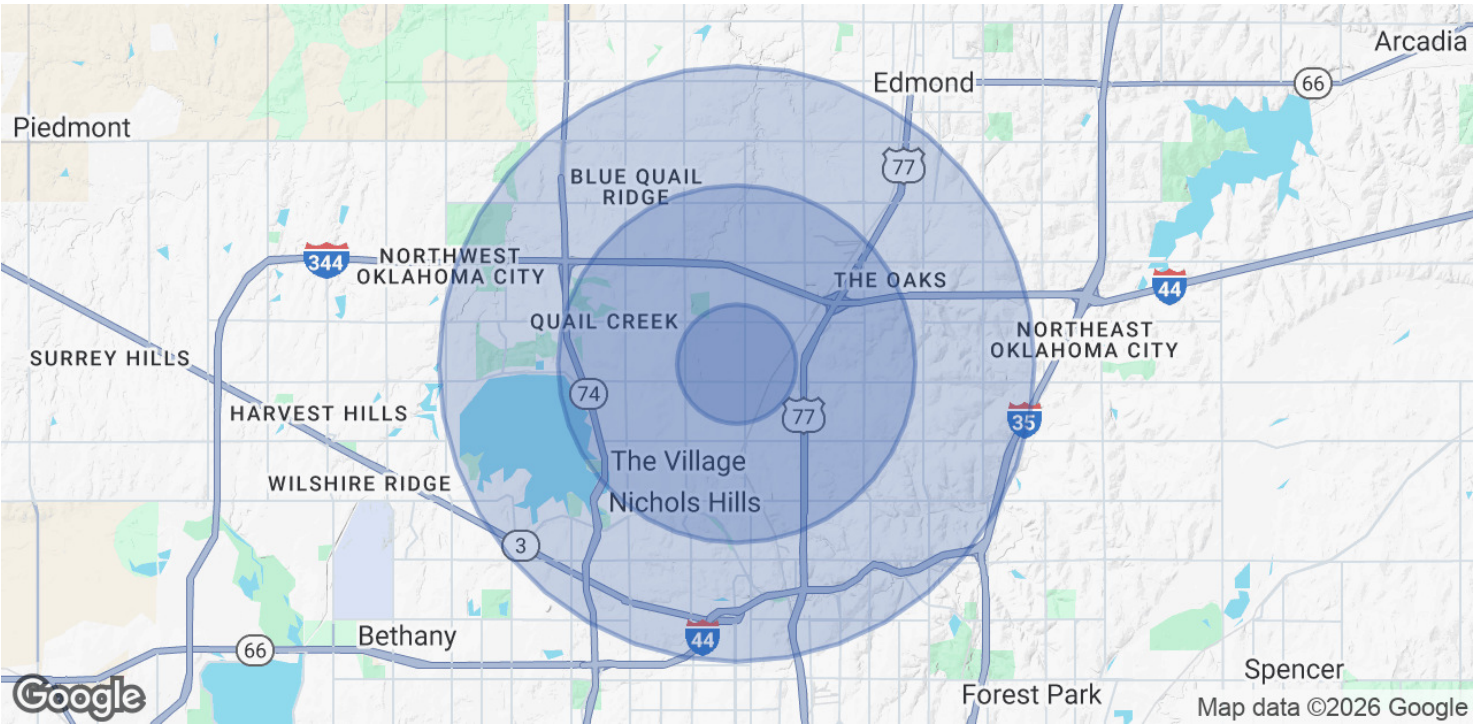 Arcadia
Edmond
66
Piedmont
77
BLUE QUAIL
RIDGE
344
NORTHWEST
OKLAHOMA CITY
THE OAKS
44
QUAIL CREEK
NORTHEAST
OKLAHOMA CITY
SURREY HILLS
74
HARVEST HILLS
77
35
The Village
WILSHIRE RIDGE
Nichols Hills
3
Bethany
44
66
Spencer
Forest Park
Google
Map data ©2026 Google